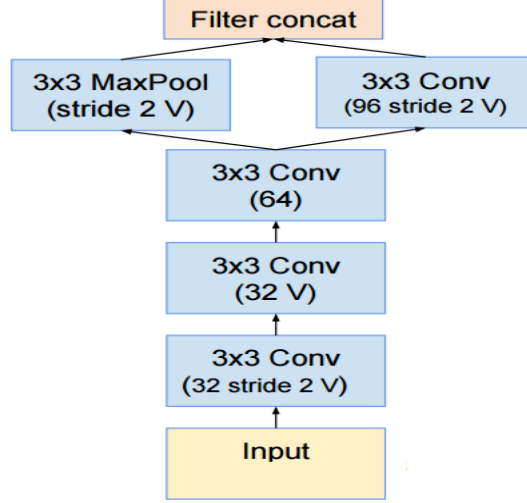 Filter concat
3x3 MaxPool
(stride 2 V)
3x3 Conv
(96 stride 2 V)
3x3 Conv
(64)
3x3 Conv
(32 V)
3x3 Conv
(32 stride 2 V)
Input